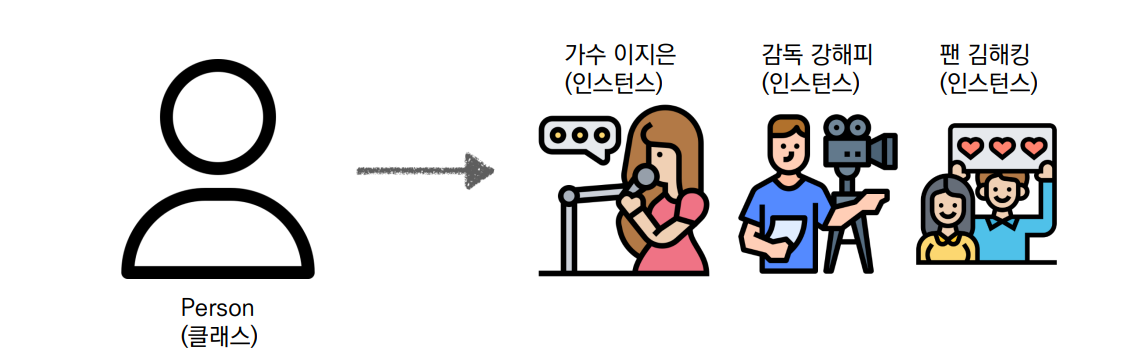 가수 이지은
(인스턴스)
감독 강해피
(인스턴스)
팬 김해킹
(인스턴스)
Person
(클래스)